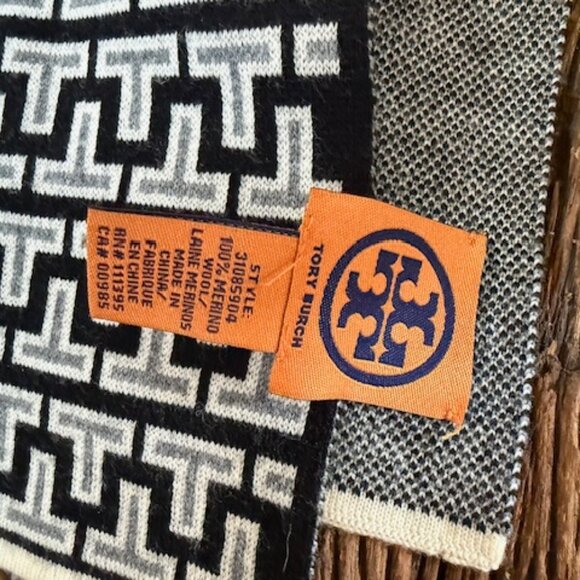 TORY BURCH
STYLE:
31085904
100% MERINO
WOOL/
LAINE MERINOS
MADE IN
CHINA/
FABRIQUE
EN CHINE
RN# 111395
CA# 00985